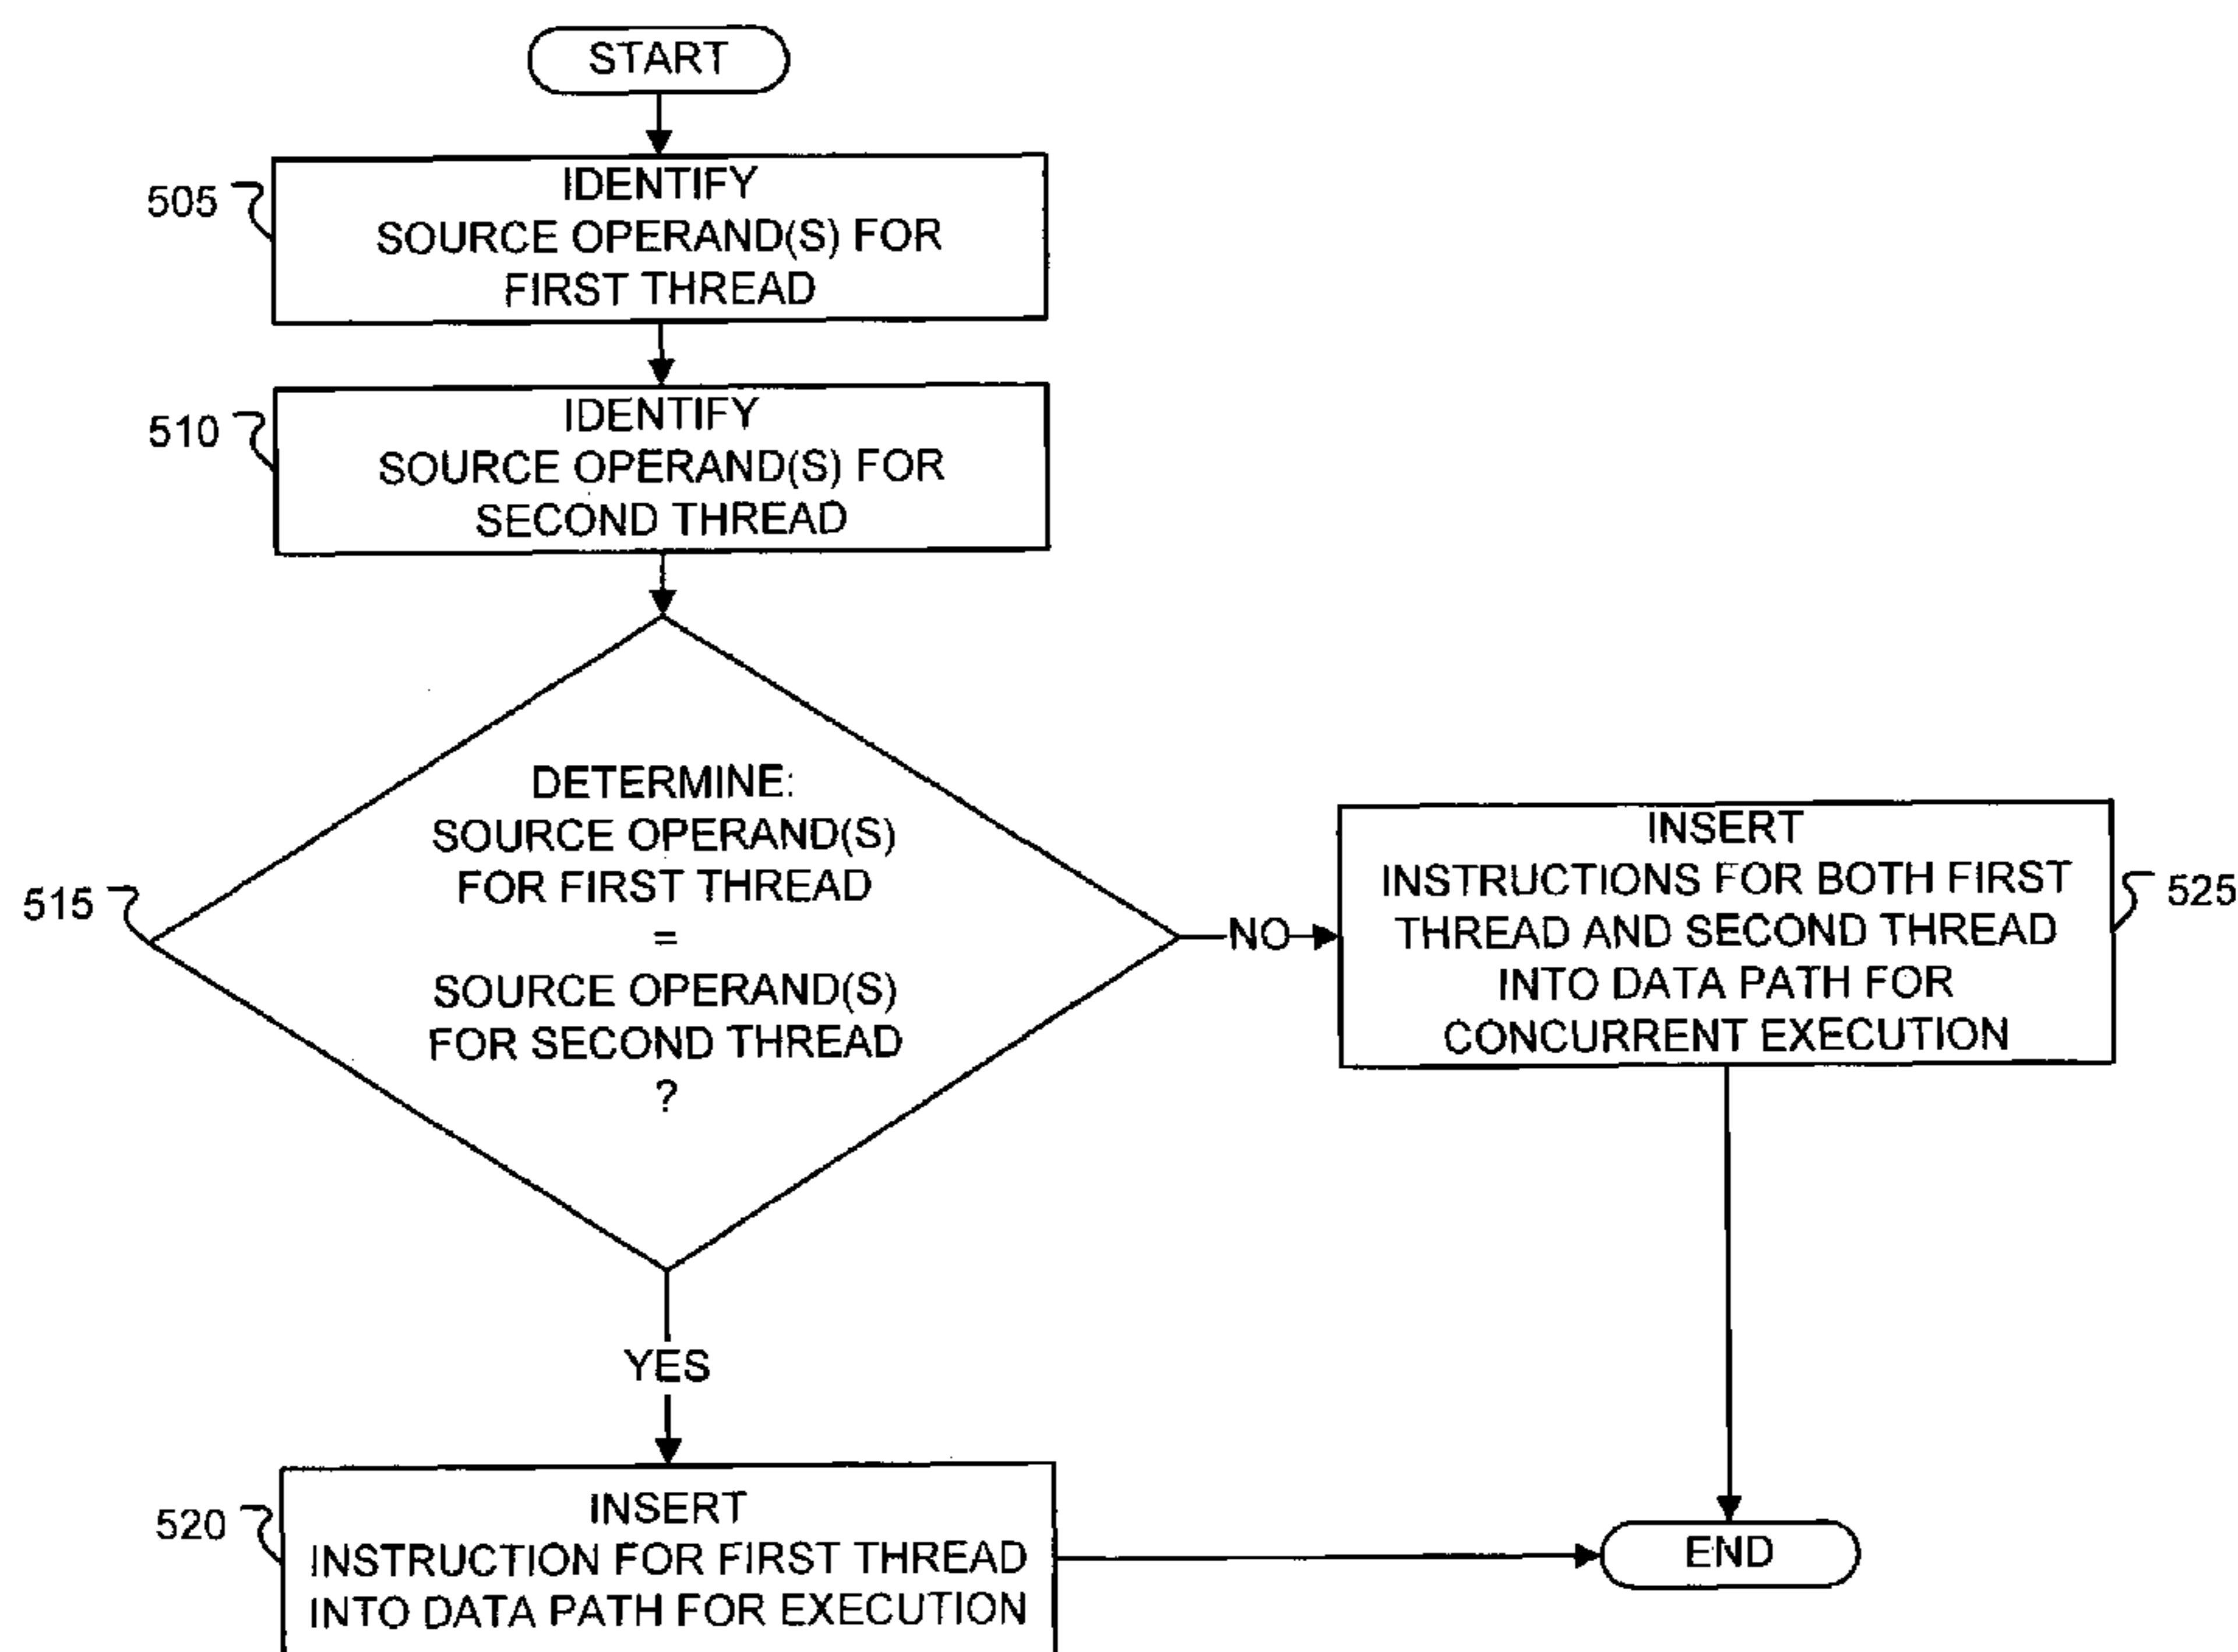 START
505
IDENTIFY
SOURCE OPERAND(S) FOR
FIRST THREAD
510
IDENTIFY
SOURCE OPERAND(S) FOR
SECOND THREAD
515
DETERMINE:
SOURCE OPERAND(S)
FOR FIRST THREAD
=
SOURCE OPERAND(S)
FOR SECOND THREAD
?
NO
INSERT
INSTRUCTIONS FOR BOTH FIRST
THREAD AND SECOND THREAD
INTO DATA PATH FOR
CONCURRENT EXECUTION
525
YES
520
INSERT
INSTRUCTION FOR FIRST THREAD
INTO DATA PATH FOR EXECUTION
END